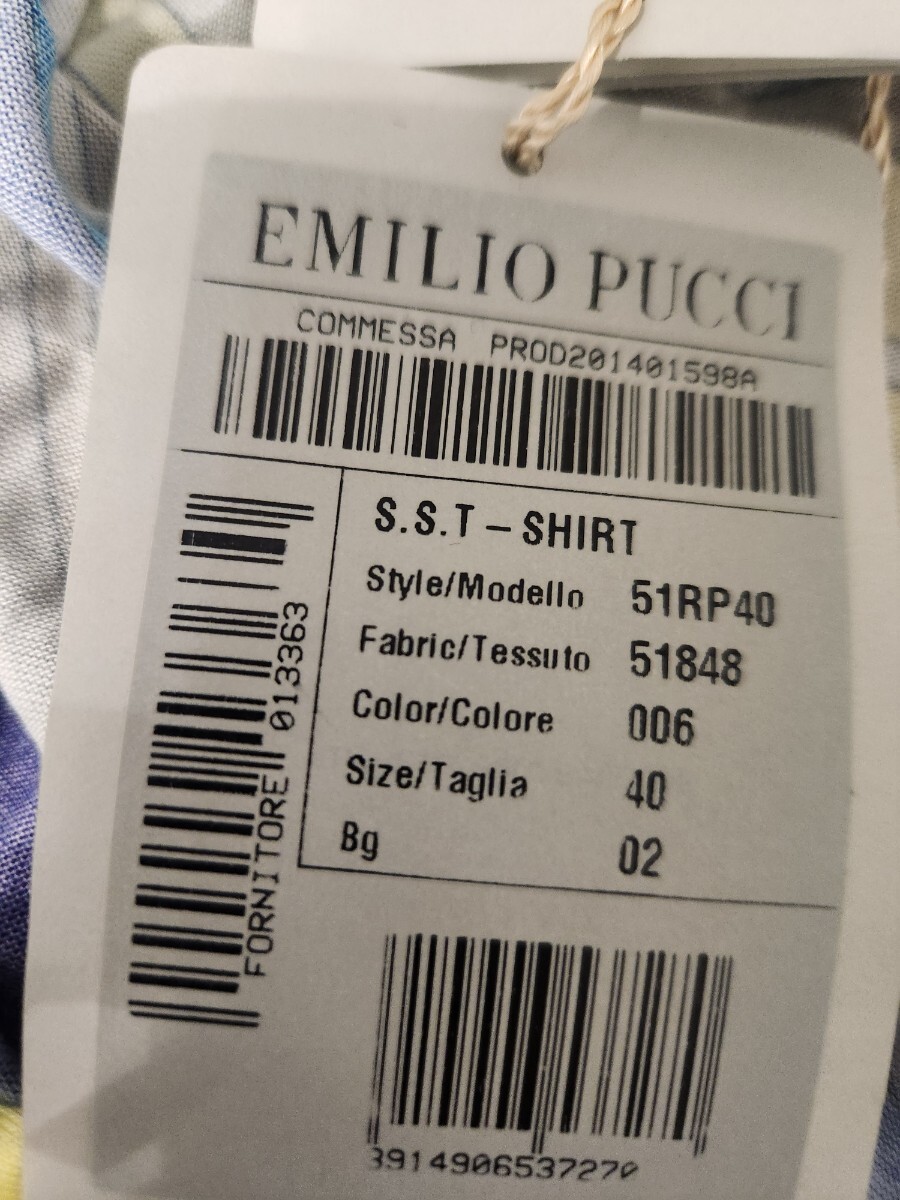 EMILIO PUCCI
COMMESSA PROD201401598A
S.S.T - SHIRT
Style/Modello 51RP40
Fabric/Tessuto 51848
Color/Colore 006
Size/Taglia 40
Bg 02
FORNITORE 013363
3914906537270